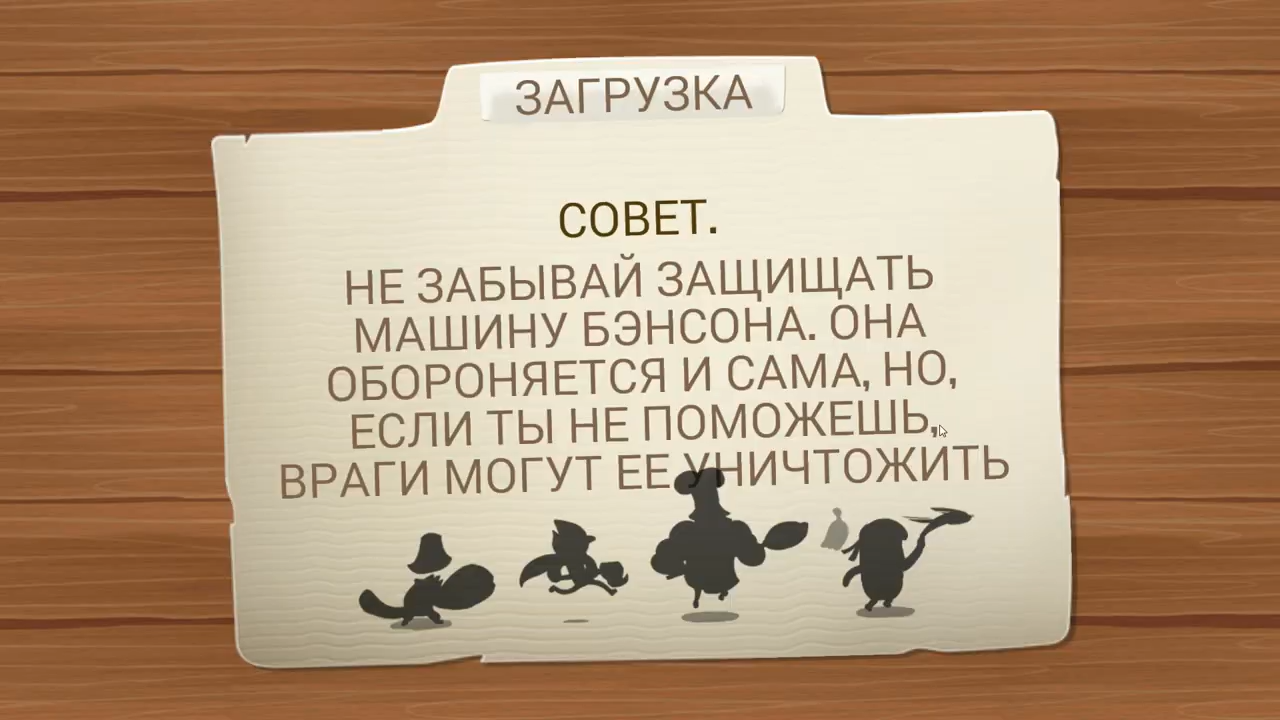 ЗАГРУЗКА
СОВЕТ.
НЕ ЗАБЫВАЙ ЗАЩИЩАТЬ
МАШИНУ БЭНСОНА. ОНА
ОБОРОНЯЕТСЯ И САМА, НО,
ЕСЛИ ТЫ НЕ ПОМОЖЕШЬ,
ВРАГИ МОГУТ ЕЕ УНИЧТОЖИТЬ